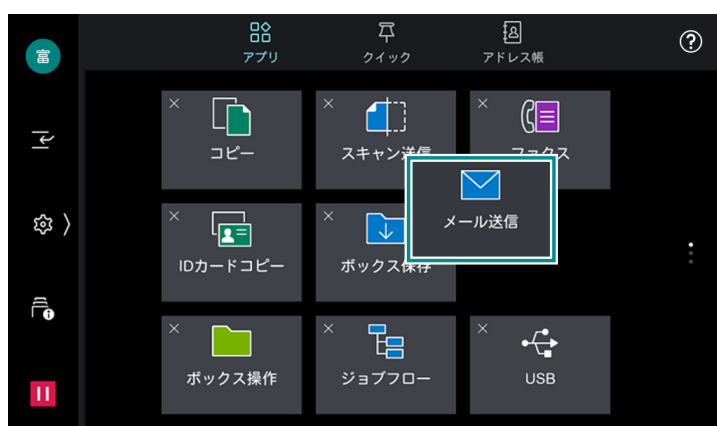 富
アプリ
クイック
アドレス帳
?
コピー
スキャン送信
ファクス
メール送信
IDカードコピー
ボックス保存
ボックス操作
ジョブフロー
USB